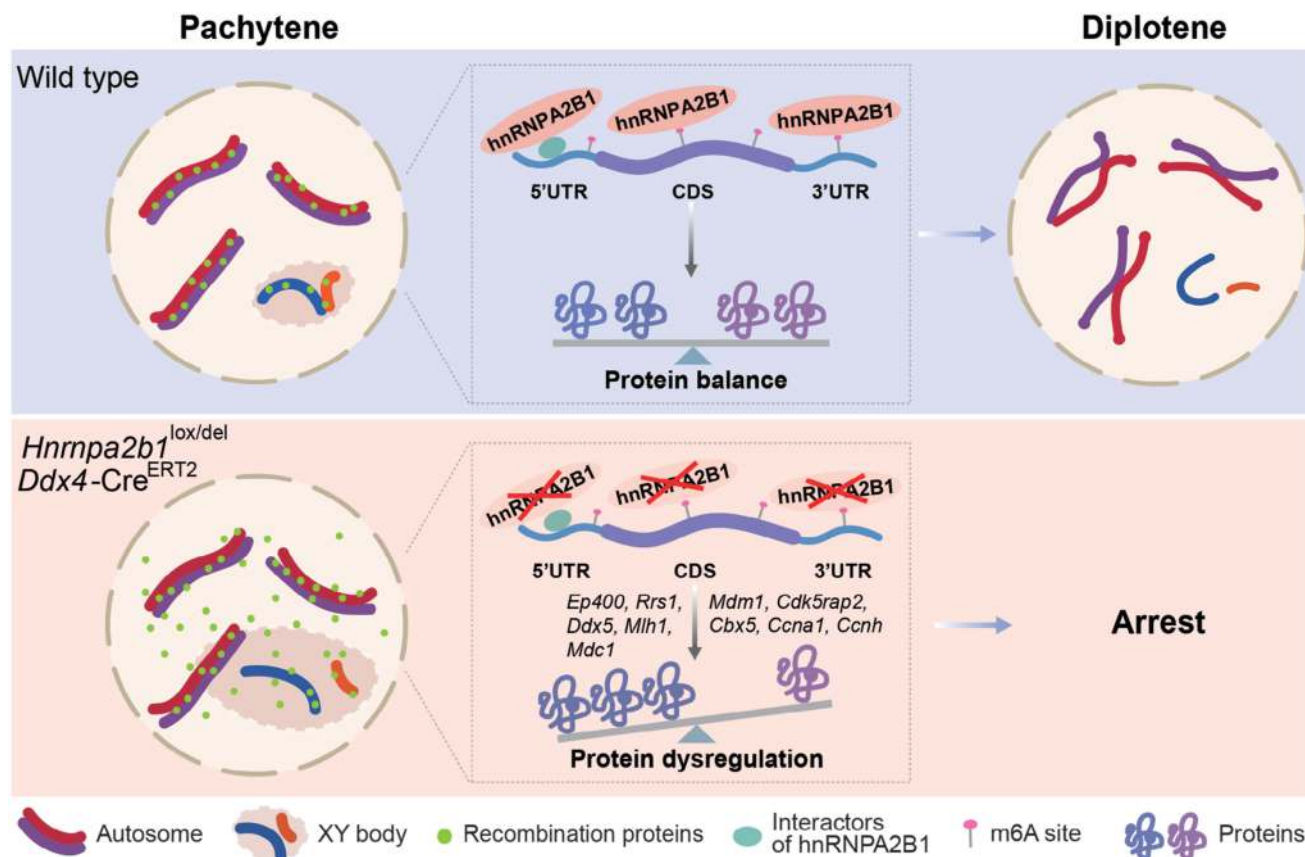 Pachytene
Diplotene
Wild type
hnRNPA2B1
hnRNPA2B1
hnRNPA2B1
5'UTR
CDS
3'UTR
Protein balance
Hnrnpa2b1lox/del
Ddx4-CreERT2
hnRNPA2B1
hnRNPA2B1
hnRNPA2B1
5'UTR
CDS
3'UTR
Ep400, Rrs1,
Ddx5, Mlh1,
Mdc1
Mdm1, Cdk5rap2,
Cbx5, Ccna1, Ccnh
Arrest
Protein dysregulation
Autosome
XY body
Recombination proteins
Interactors
of hnRNPA2B1
m6A site
Proteins